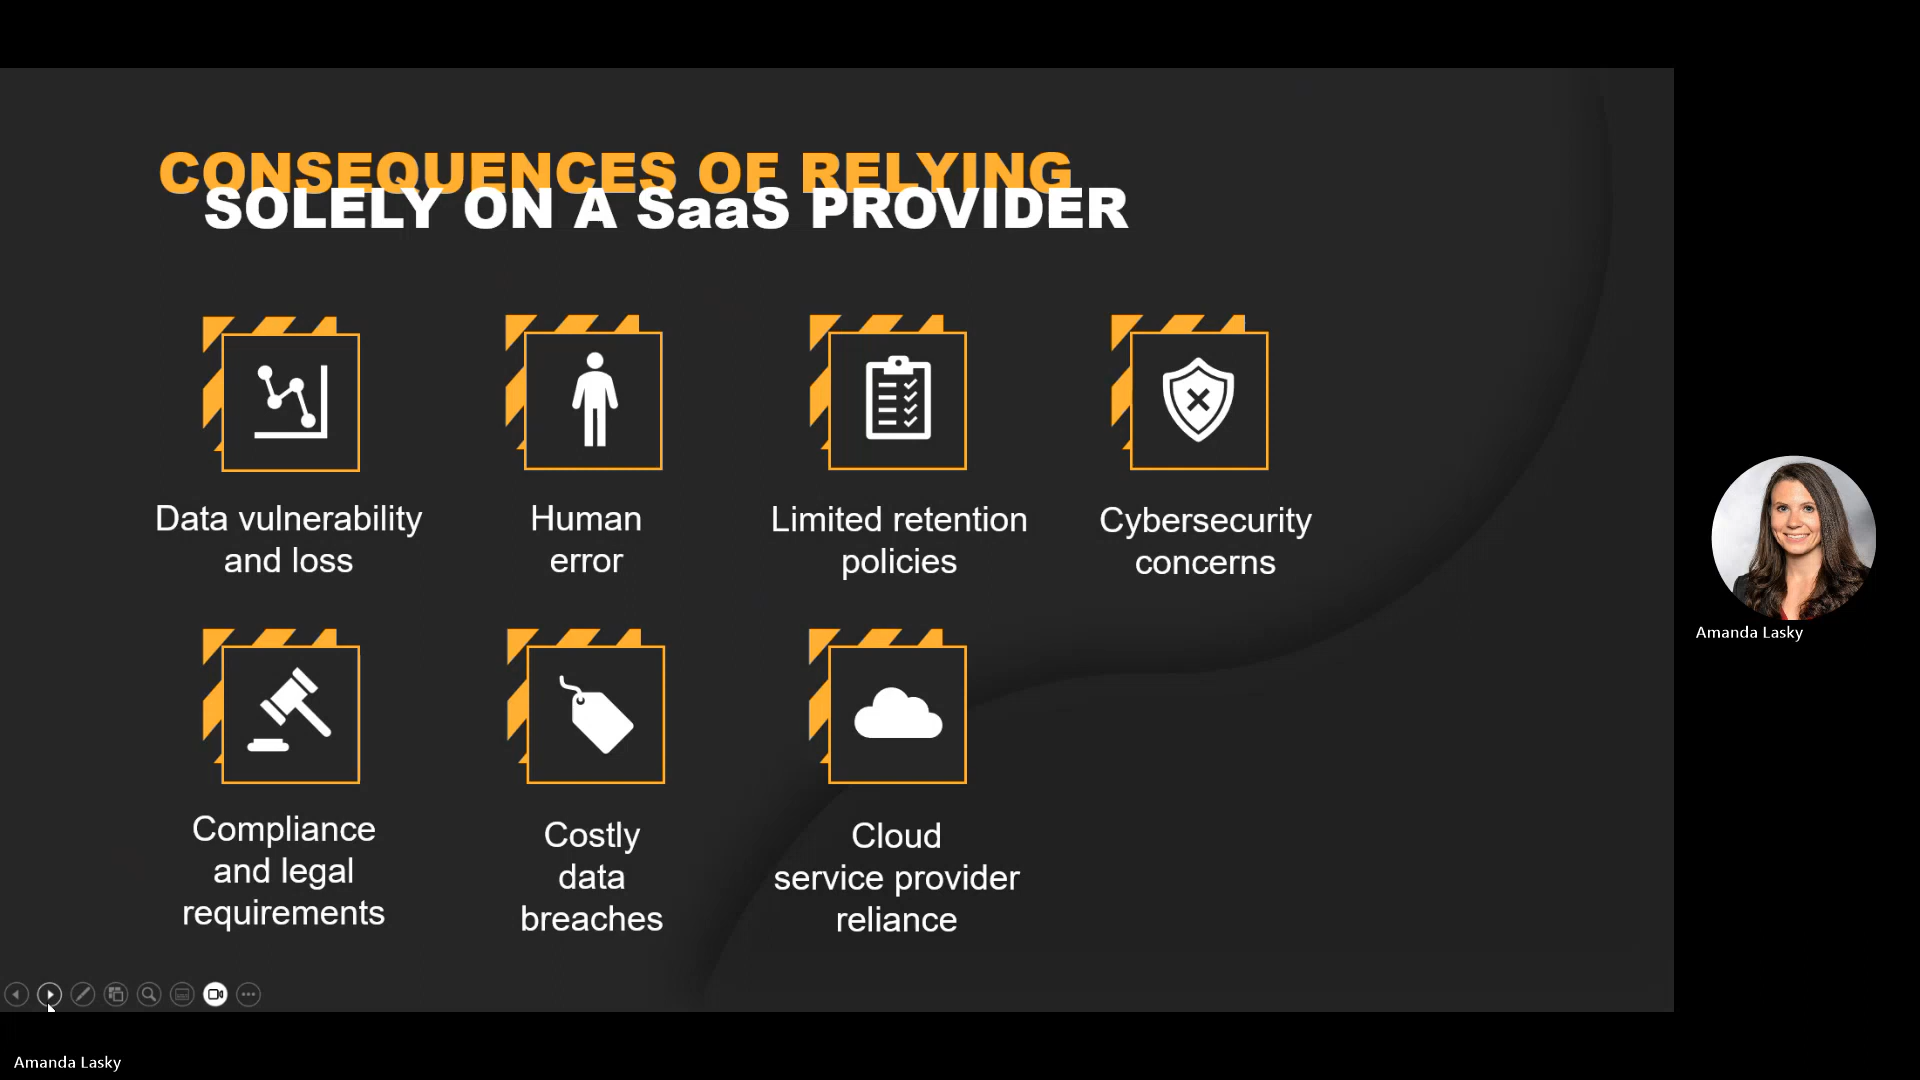 CONSEQUENCES OF RELYING
SOLELY ON A SaaS PROVIDER
Data vulnerability
and loss
Human
error
Limited retention
policies
Cybersecurity
concerns
Compliance
and legal
requirements
Costly
data
breaches
Cloud
service provider
reliance
Amanda Lasky
Amanda Lasky